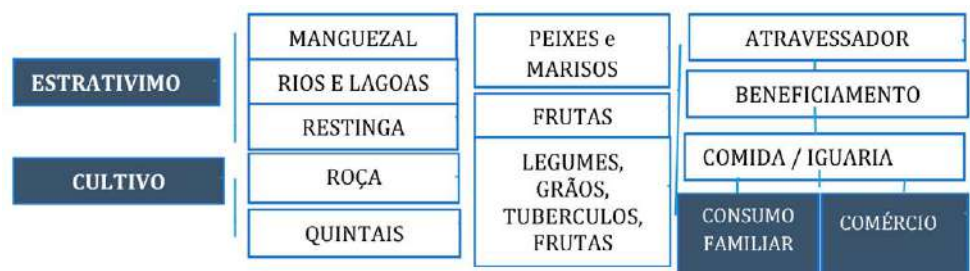 ESTRATIVIMO
CULTIVO
MANGUEZAL
RIOS E LAGOAS
RESTINGA
ROÇA
QUINTAIS
PEIXES e
MARISOS
FRUTAS
LEGUMES,
GRÃOS,
TUBERCULOS,
FRUTAS
ATRAVESSADOR
BENEFICIAMENTO
COMIDA / IGUARIA
CONSUMO
FAMILIAR
COMÉRCIO